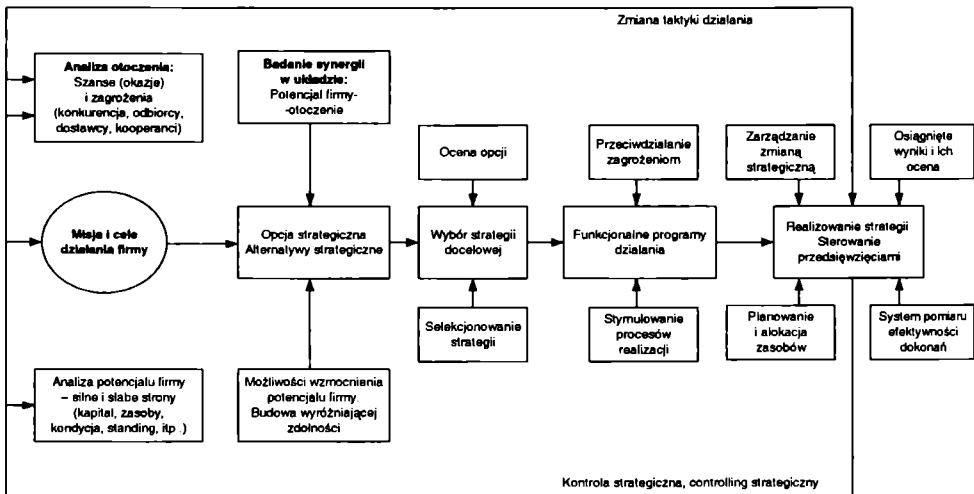 Zmiana taktyki działania
Analiza otoczenia:
Szanse (okazje)
i zagrożenia
(konkurencja, odbiorcy,
dostawcy, kooperanci)
Badanie synergii
w układzie:
Potencjał firmy-
-otoczenie
Ocena opcji
Przeciwdziałanie
zagrożeniom
Zarządzanie
zmianą
strategiczną
Osiągnięte
wyniki i ich
ocena
Misja i cele
działania firmy
Opcja strategiczna
Alternatywy strategiczne
Wybór strategii
docelowej
Funkcjonalne programy
działania
Realizowanie strategii
Sterowanie
przedsięwzięciami
Selekcjonowanie
strategii
Stymulowanie
procesów
realizacji
Planowanie
i alokacja
zasobów
System pomiaru
efektywności
dokonań
Analiza potencjału firmy
– silne i słabe strony
(kapitał, zasoby,
kondycja, standing, itp .)
Możliwości wzmocnienia
potencjału firmy.
Budowa wyróżniającej
zdolności
Kontrola strategiczna, controlling strategiczny